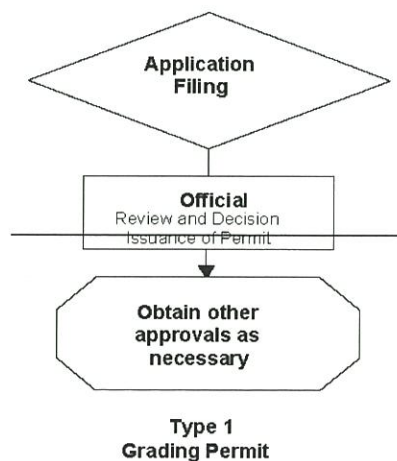 Application
Filing
Official
Review and Decision
Issuance of Permit
Obtain other
approvals as
necessary
Type 1
Grading Permit